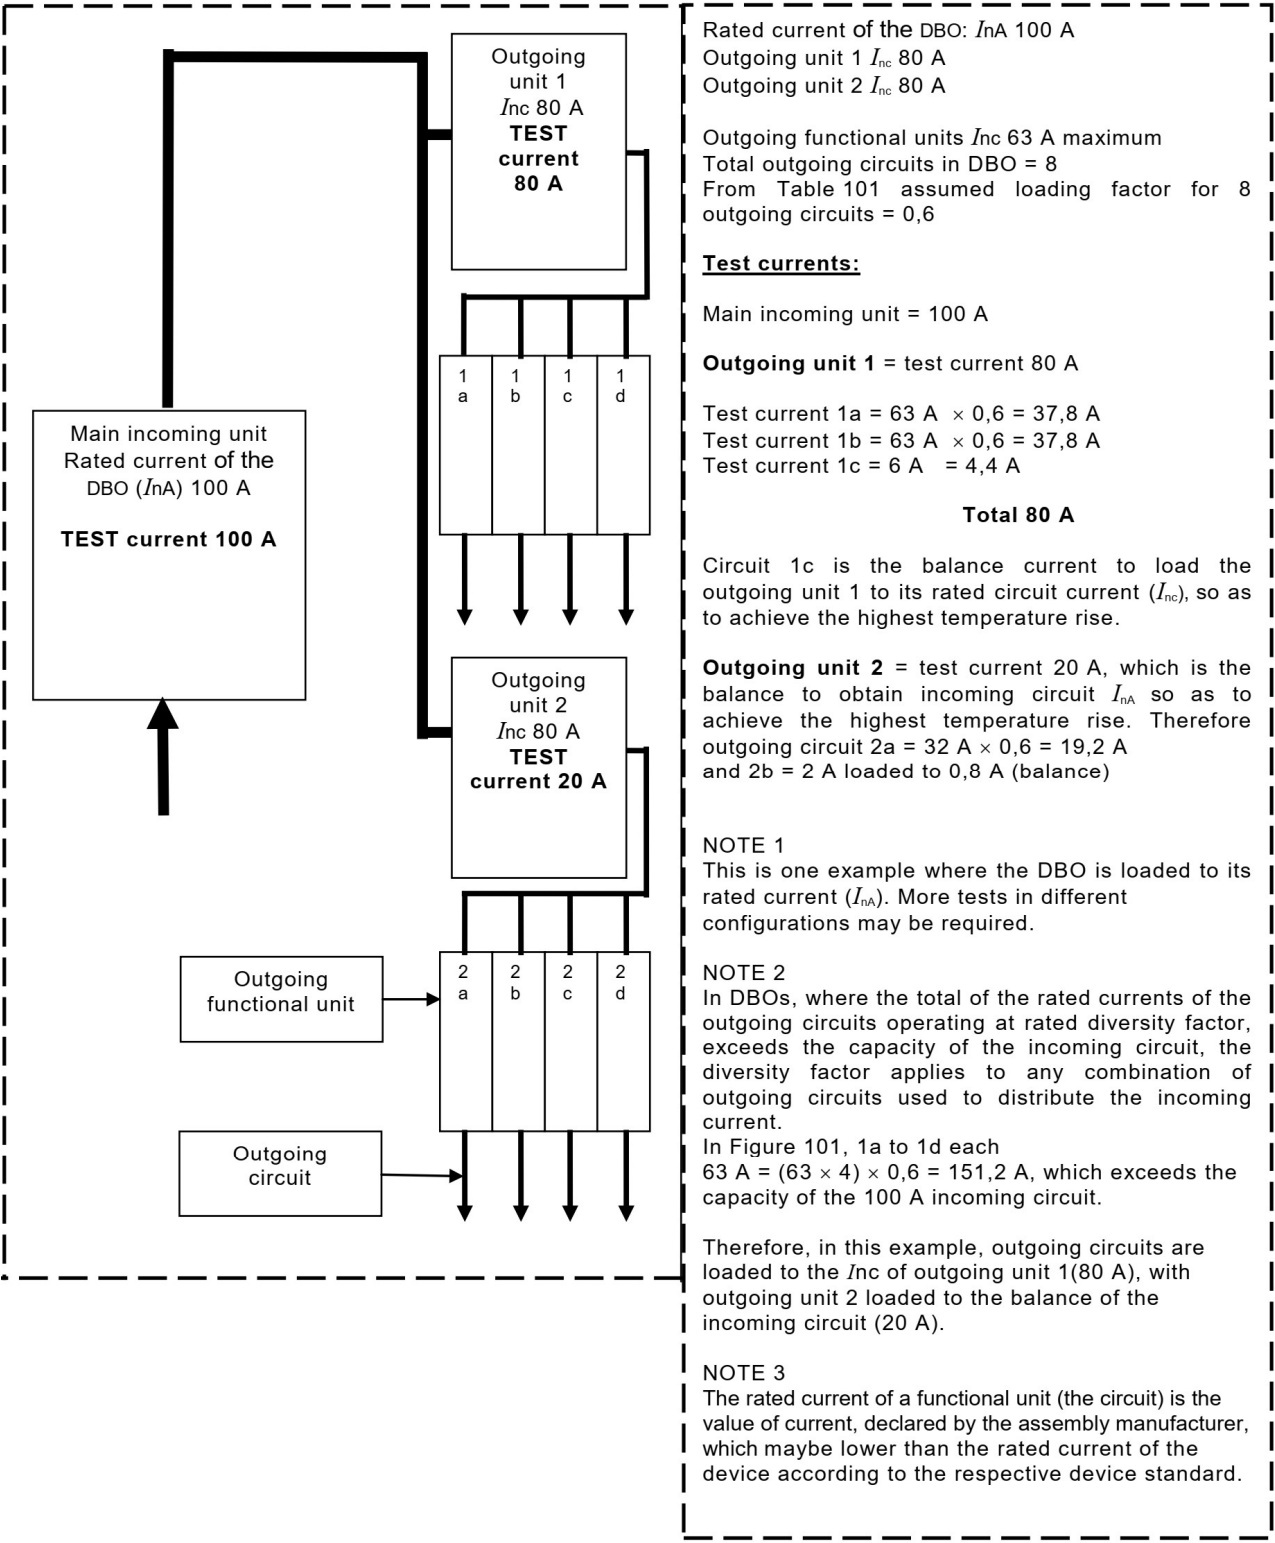 Outgoing
unit 1
Inc 80 A
TEST
current
80 A
1 1 1 1
a b c d
Main incoming unit
Rated current of the
DBO (InA) 100 A
TEST current 100 A
Outgoing
unit 2
Inc 80 A
TEST
current 20 A
2 2 2 2
a b c d
Outgoing
functional unit
Outgoing
circuit
Rated current of the DBO: InA 100 A
Outgoing unit 1 Inc 80 A
Outgoing unit 2 Inc 80 A
Outgoing functional units Inc 63 A maximum
Total outgoing circuits in DBO = 8
From Table 101 assumed loading factor for 8
outgoing circuits = 0,6
Test currents:
Main incoming unit = 100 A
Outgoing unit 1 = test current 80 A
Test current 1a = 63 A × 0,6 = 37,8 A
Test current 1b = 63 A × 0,6 = 37,8 A
Test current 1c = 6 A = 4,4 A
Total 80 A
Circuit 1c is the balance current to load the
outgoing unit 1 to its rated circuit current (Inc), so as
to achieve the highest temperature rise.
Outgoing unit 2 = test current 20 A, which is the
balance to obtain incoming circuit InA so as to
achieve the highest temperature rise. Therefore
outgoing circuit 2a = 32 A × 0,6 = 19,2 A
and 2b = 2 A loaded to 0,8 A (balance)
NOTE 1
This is one example where the DBO is loaded to its
rated current (InA). More tests in different
configurations may be required.
NOTE 2
In DBOs, where the total of the rated currents of the
outgoing circuits operating at rated diversity factor,
exceeds the capacity of the incoming circuit, the
diversity factor applies to any combination of
outgoing circuits used to distribute the incoming
current.
In Figure 101, 1a to 1d each
63 A = (63 × 4) × 0,6 = 151,2 A, which exceeds the
capacity of the 100 A incoming circuit.
Therefore, in this example, outgoing circuits are
loaded to the Inc of outgoing unit 1(80 A), with
outgoing unit 2 loaded to the balance of the
incoming circuit (20 A).
NOTE 3
The rated current of a functional unit (the circuit) is the
value of current, declared by the assembly manufacturer,
which maybe lower than the rated current of the
device according to the respective device standard.